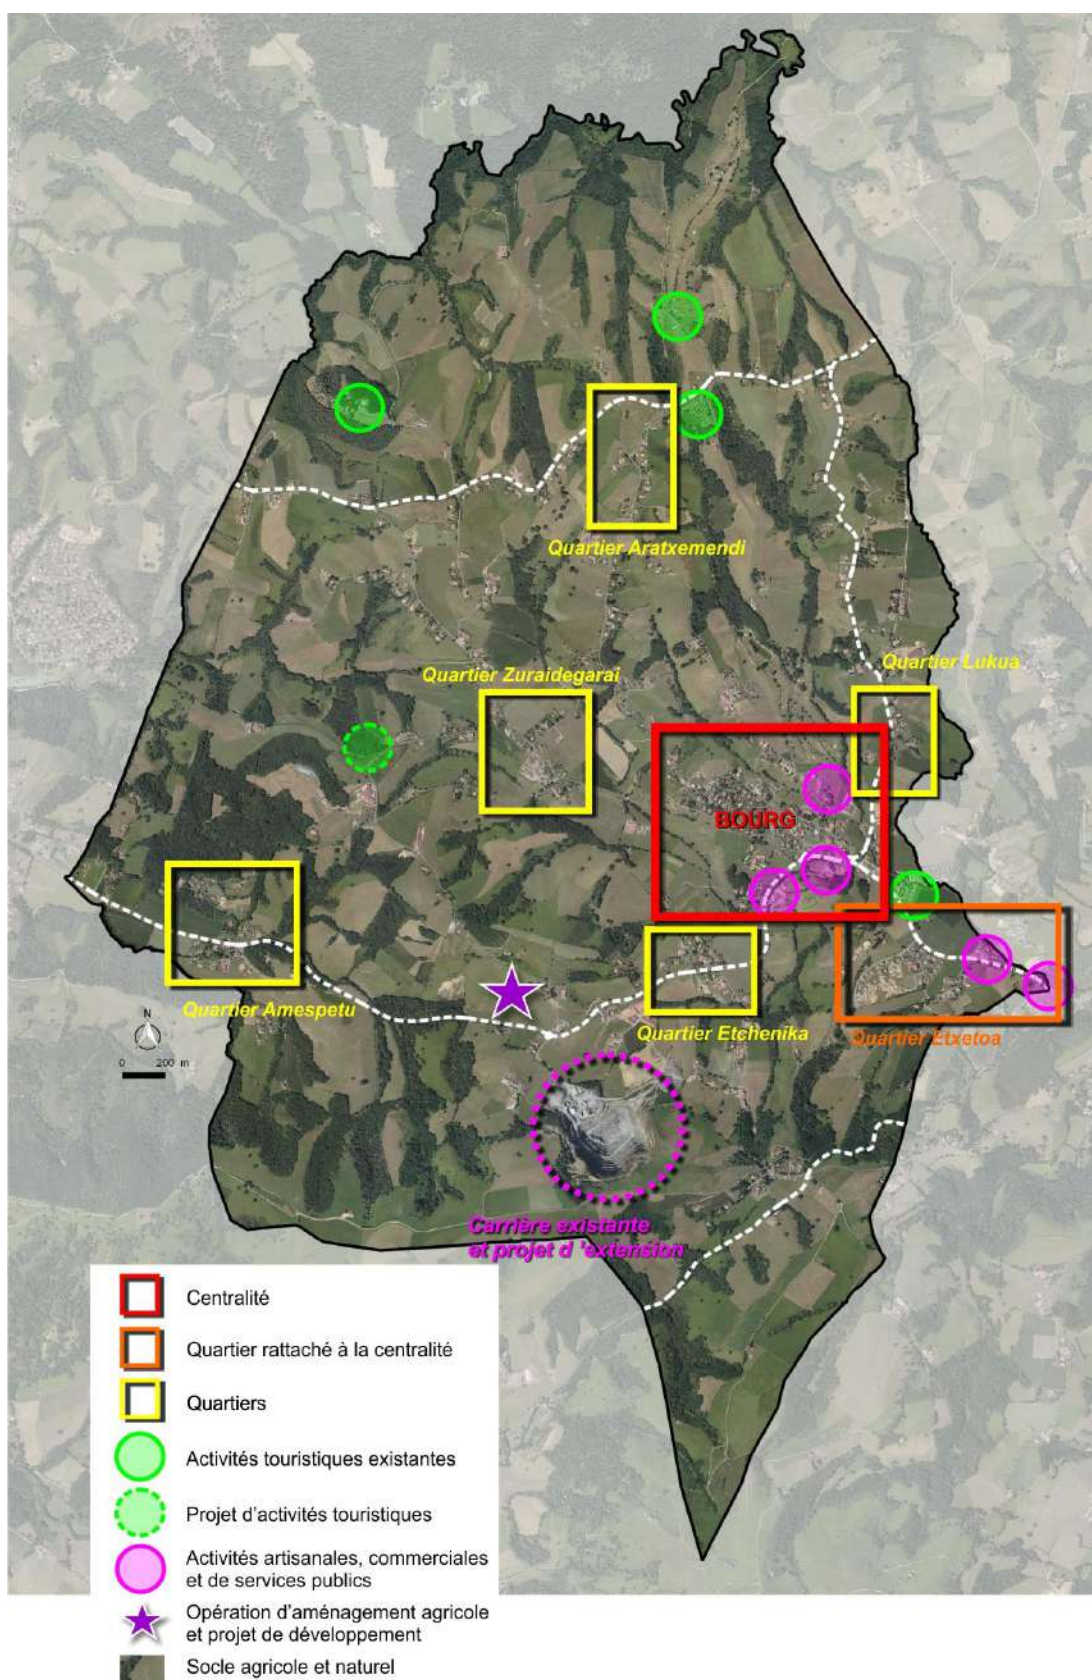 Quartier Aratxemendi
Quartier Zuraidegarai
Quartier Lukua
BOURG
Quartier Amespetu
Quartier Etchenika
Quartier Etxetoa
N
0 200 m
Carrière existante
et projet d 'extension
Centralité
Quartier rattaché à la centralité
Quartiers
Activités touristiques existantes
Projet d'activités touristiques
Activités artisanales, commerciales
et de services publics
Opération d'aménagement agricole
et projet de développement
Socle agricole et naturel